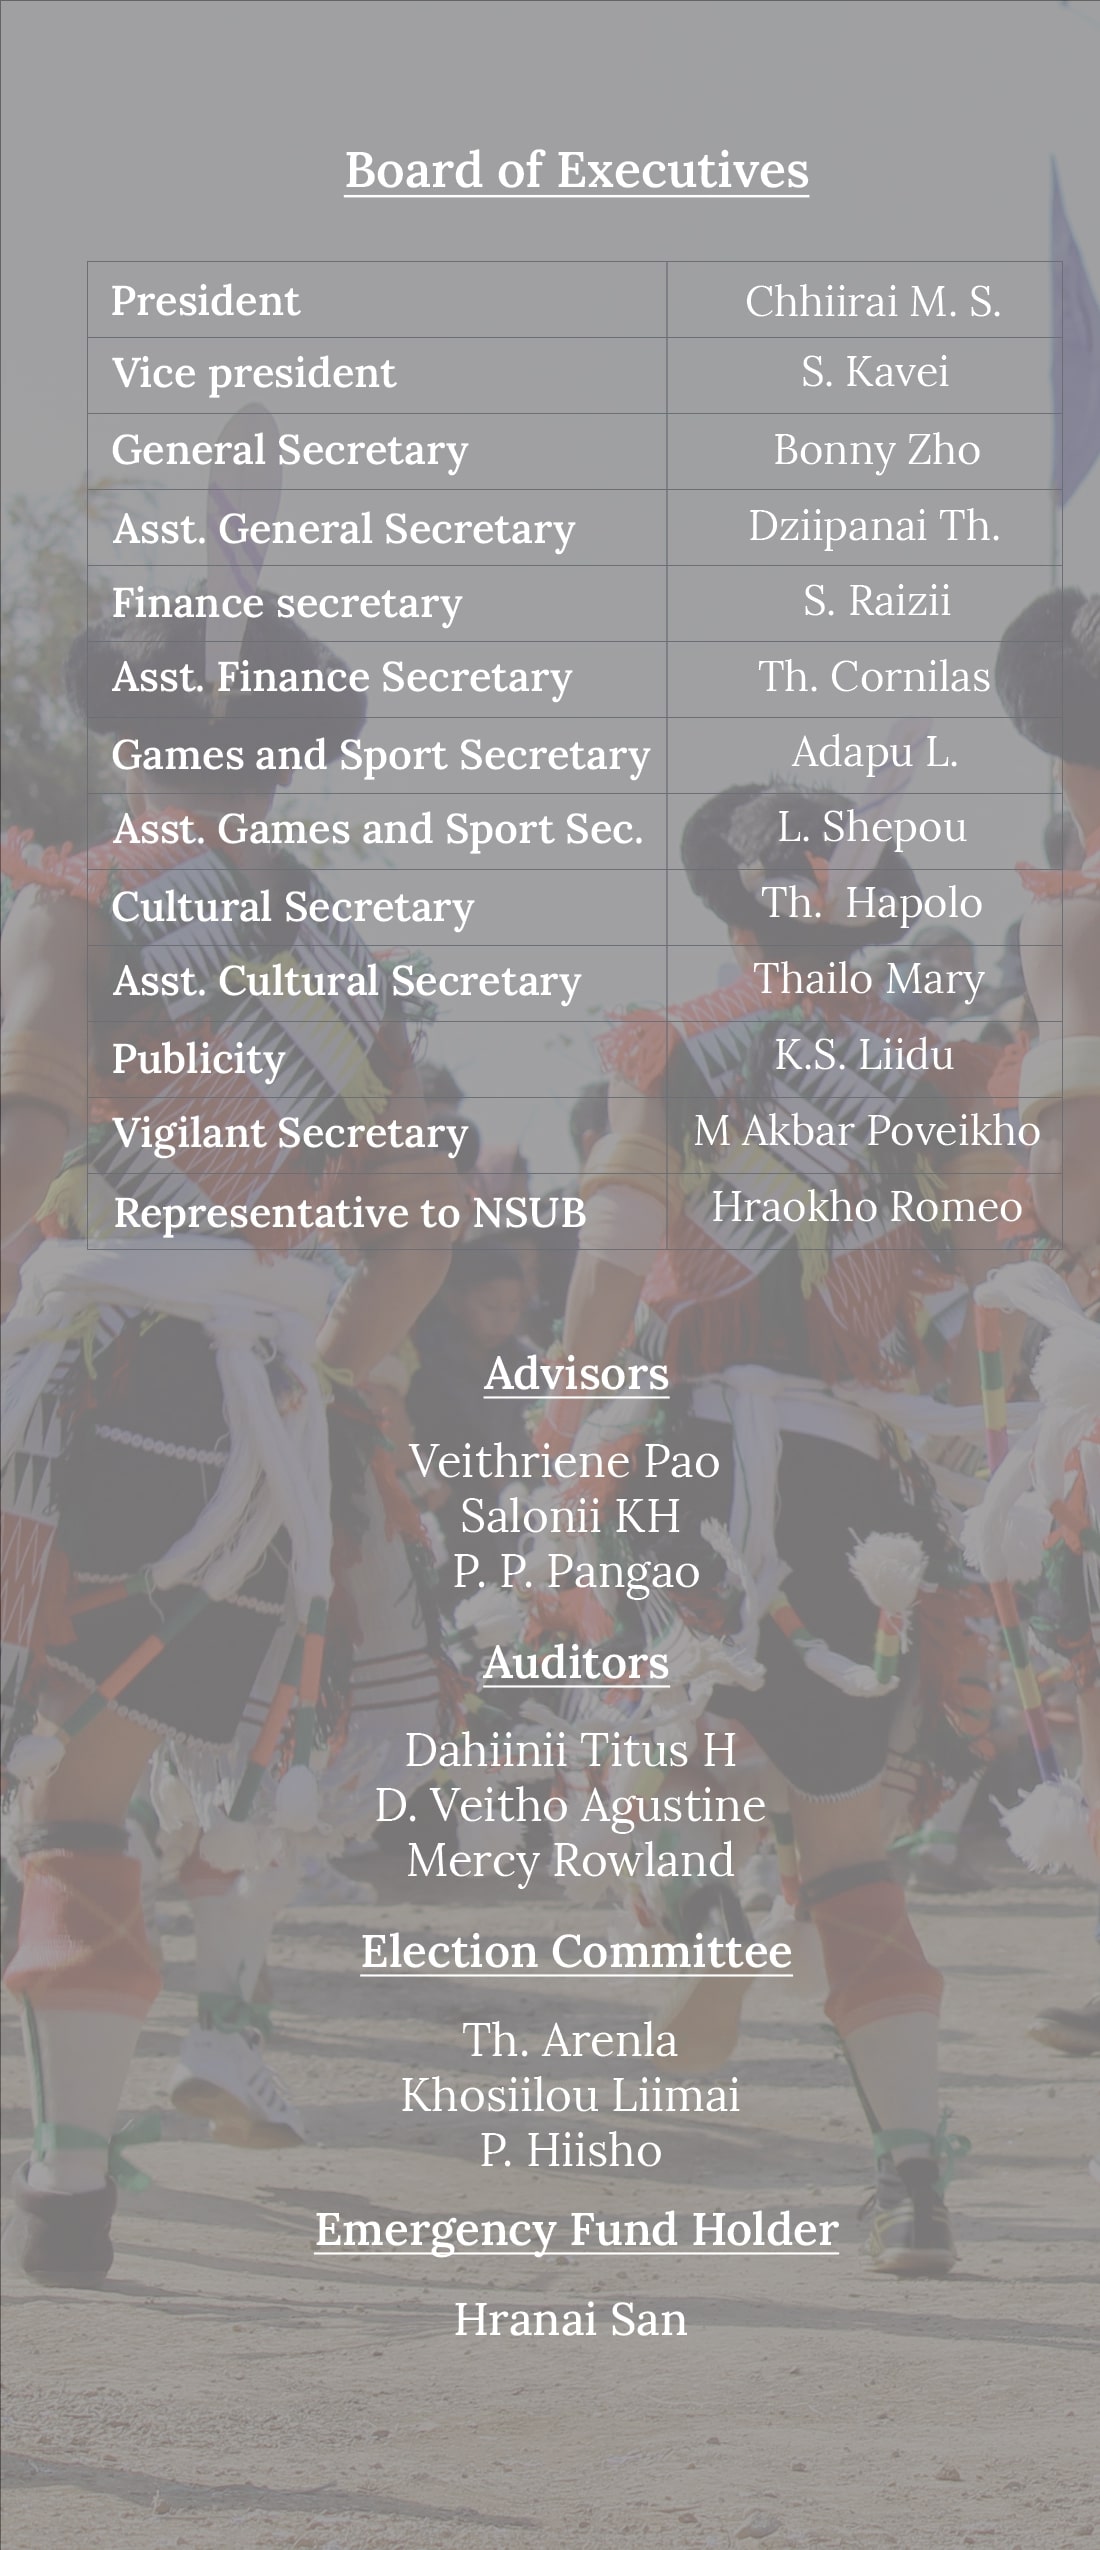 Board of Executives
President Chhiirai M. S.
Vice president S. Kavei
General Secretary Bonny Zho
Asst. General Secretary Dziipanai Th.
Finance secretary S. Raizii
Asst. Finance Secretary Th. Cornilas
Games and Sport Secretary Adapu L.
Asst. Games and Sport Sec. L. Shepou
Cultural Secretary Th. Hapolo
Asst. Cultural Secretary Thailo Mary
Publicity K.S. Liidu
Vigilant Secretary M Akbar Poveikho
Representative to NSUB Hraokho Romeo
Advisors
Veithriene Pao
Salonii KH
P. P. Pangao
Auditors
Dahiinii Titus H
D. Veitho Agustine
Mercy Rowland
Election Committee
Th. Arenla
Khosiilou Liimai
P. Hiisho
Emergency Fund Holder
Hranai San